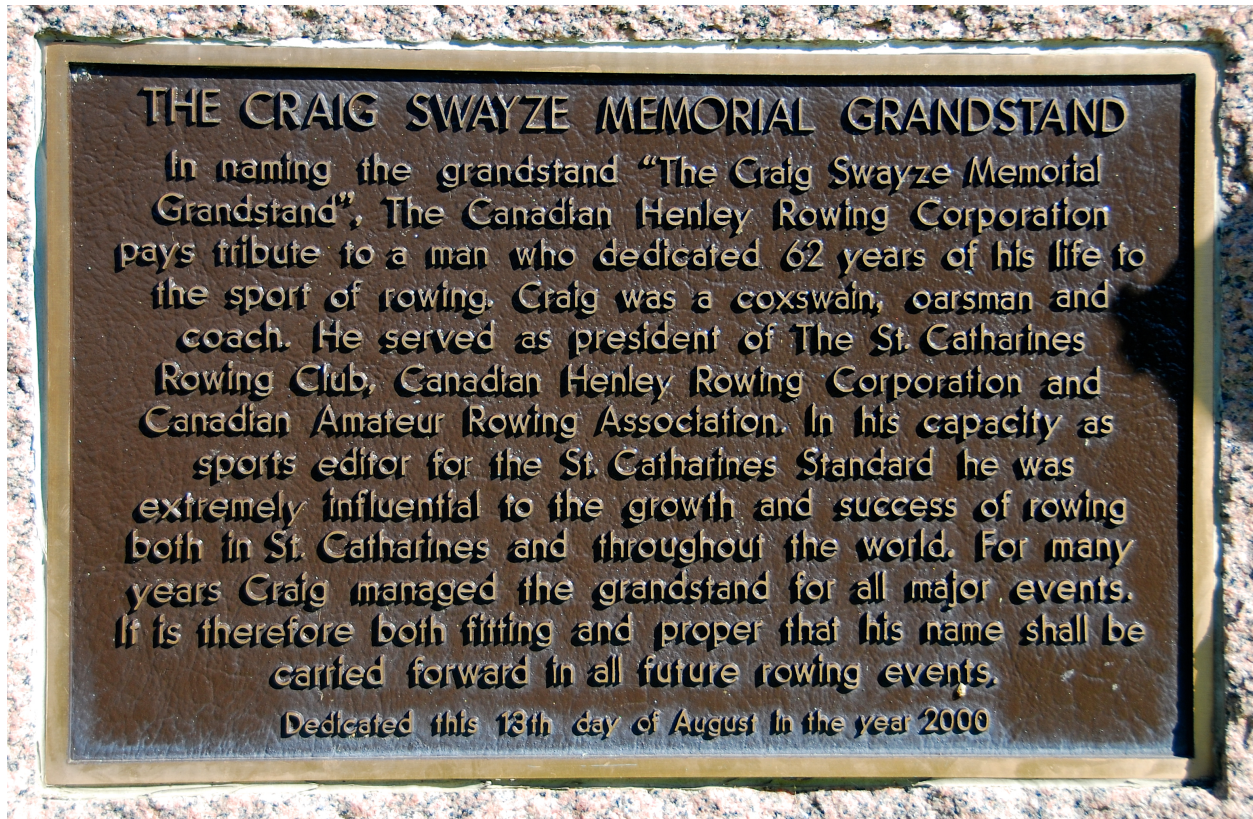 THE CRAIG SWAYZE MEMORIAL GRANDSTAND
In naming the grandstand “The Craig Swayze Memorial
Grandstand”, The Canadian Henley Rowing Corporation
pays tribute to a man who dedicated 62 years of his life to
the sport of rowing. Craig was a coxswain, oarsman and
coach. He served as president of The St. Catharines
Rowing Club, Canadian Henley Rowing Corporation and
Canadian Amateur Rowing Association. In his capacity as
sports editor for the St. Catharines Standard he was
extremely influential to the growth and success of rowing
both in St. Catharines and throughout the world. For many
years Craig managed the grandstand for all major events.
It is therefore both fitting and proper that his name shall be
carried forward in all future rowing events.
Dedicated this 13th day of August in the year 2000